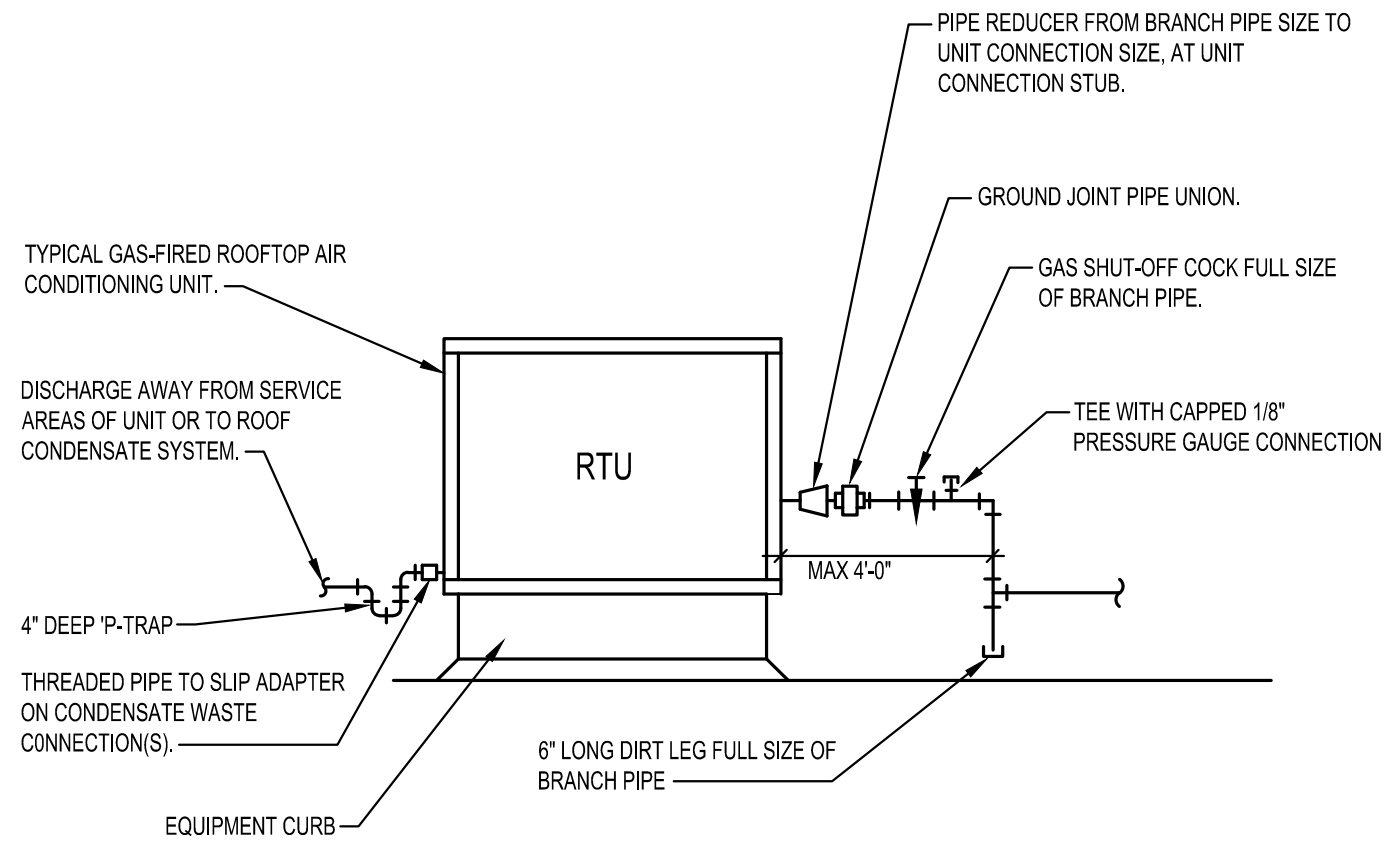 PIPE REDUCER FROM BRANCH PIPE SIZE TO
UNIT CONNECTION SIZE, AT UNIT
CONNECTION STUB.
GROUND JOINT PIPE UNION.
TYPICAL GAS-FIRED ROOFTOP AIR
CONDITIONING UNIT.
GAS SHUT-OFF COCK FULL SIZE
OF BRANCH PIPE.
DISCHARGE AWAY FROM SERVICE
AREAS OF UNIT OR TO ROOF
CONDENSATE SYSTEM.
TEE WITH CAPPED 1/8"
PRESSURE GAUGE CONNECTION
RTU
MAX 4'-0"
4" DEEP 'P-TRAP
THREADED PIPE TO SLIP ADAPTER
ON CONDENSATE WASTE
C0NNECTION(S).
6" LONG DIRT LEG FULL SIZE OF
BRANCH PIPE
EQUIPMENT CURB